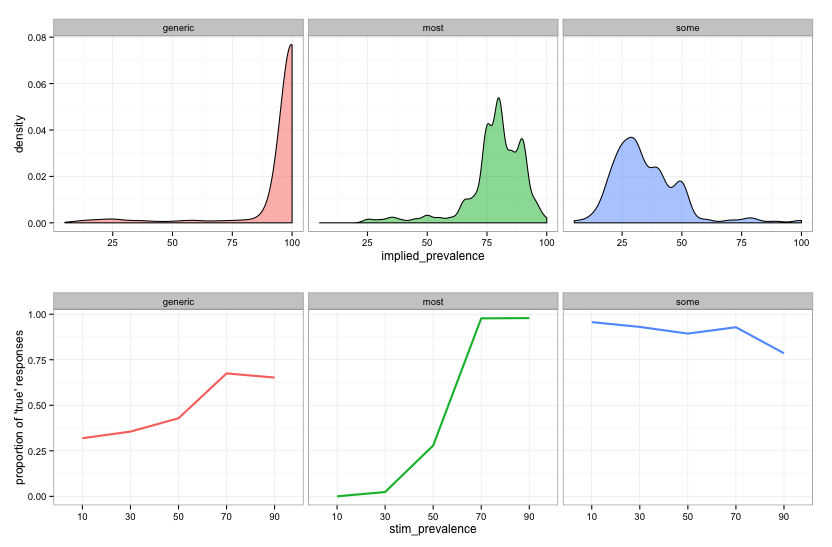 generic most some
density
0.08
0.06
0.04
0.02
0.00
25 50 75 100 25 50 75 100 25 50 75 100
implied_prevalence
generic most some
proportion of 'true' responses
1.00
0.75
0.50
0.25
0.00
10 30 50 70 90 10 30 50 70 90 10 30 50 70 90
stim_prevalence